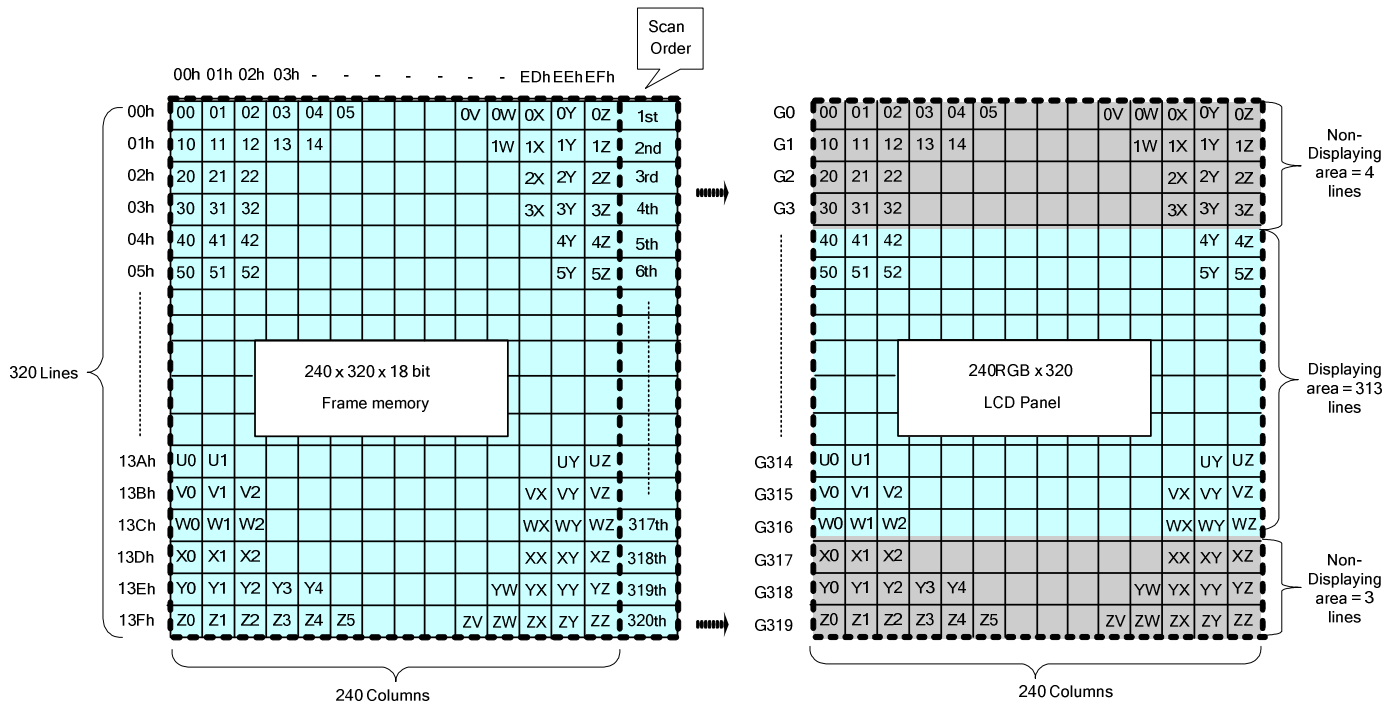 Scan
Order
00h 01h 02h 03h - - - - - - - EDh EEh EFh
00h 00 01 02 03 04 05 0V 0W 0X 0Y 0Z 1st
01h 10 11 12 13 14 1W 1X 1Y 1Z 2nd
02h 20 21 22 2X 2Y 2Z 3rd
03h 30 31 32 3X 3Y 3Z 4th
04h 40 41 42 4Y 4Z 5th
05h 50 51 52 5Y 5Z 6th
320 Lines
240 x 320 x 18 bit
Frame memory
13Ah U0 U1 UY UZ
13Bh V0 V1 V2 VX VY VZ
13Ch W0 W1 W2 WX WY WZ 317th
13Dh X0 X1 X2 XX XY XZ 318th
13Eh Y0 Y1 Y2 Y3 Y4 YW YX YY YZ 319th
13Fh Z0 Z1 Z2 Z3 Z4 Z5 ZV ZW ZX ZY ZZ 320th
240 Columns
G0 00 01 02 03 04 05 0V 0W 0X 0Y 0Z
G1 10 11 12 13 14 1W 1X 1Y 1Z
G2 20 21 22 2X 2Y 2Z
G3 30 31 32 3X 3Y 3Z
40 41 42 4Y 4Z
50 51 52 5Y 5Z
240RGB x 320
LCD Panel
G314 U0 U1 UY UZ
G315 V0 V1 V2 VX VY VZ
G316 W0 W1 W2 WX WY WZ
G317 X0 X1 X2 XX XY XZ
G318 Y0 Y1 Y2 Y3 Y4 YW YX YY YZ
G319 Z0 Z1 Z2 Z3 Z4 Z5 ZV ZW ZX ZY ZZ
240 Columns
Non-
Displaying
area = 4
lines
Displaying
area = 313
lines
Non-
Displaying
area = 3
lines